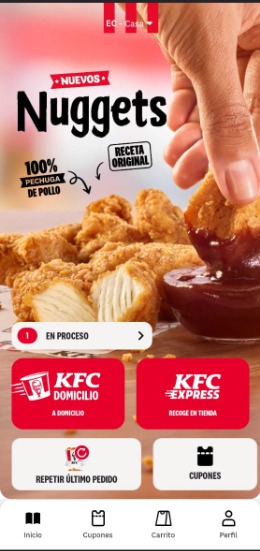 EC - Casa
• NUEVOS •
Nuggets
100%
PECHUGA
DE POLLO
RECETA
ORIGINAL
1 EN PROCESO
KFC
DOMICILIO
A DOMICILIO
KFC
EXPRESS
RECOGE EN TIENDA
REPETIR ÚLTIMO PEDIDO
CUPONES
Inicio Cupones Carrito Perfil